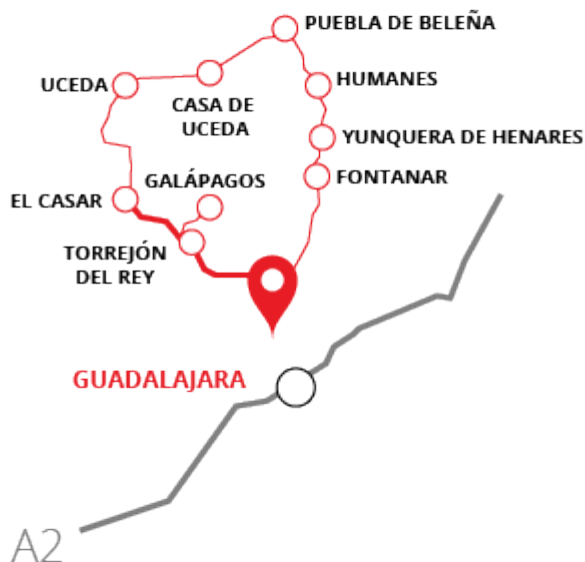 PUEBLA DE BELEÑA
UCEDA
CASA DE
UCEDA
HUMANES
YUNQUERA DE HENARES
GALÁPAGOS
FONTANAR
EL CASAR
TORREJÓN
DEL REY
GUADALAJARA
A2